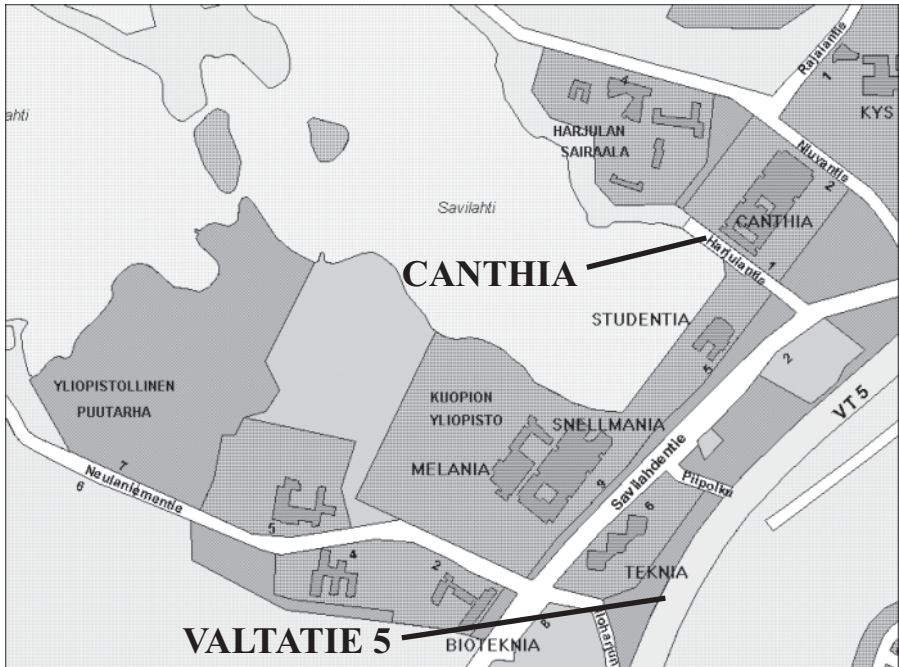 Rajalantie
4
1
KYS
ahti
HARJULAN
SAIRAALA
Niuvantie
2
Savilahti
CANTHIA
CANTHIA
Harjulantie
1
STUDENTIA
2
5
VT 5
YLIOPISTOLLINEN
PUUTARHA
KUOPION
YLIOPISTO
SNELLMANIA
MELANIA
Savilahdentie
9
Piipolku
7
Neulaniementie
6
6
5
4
2
TEKNIA
8
loharjun
VALTATIE 5
BIOTEKNIA